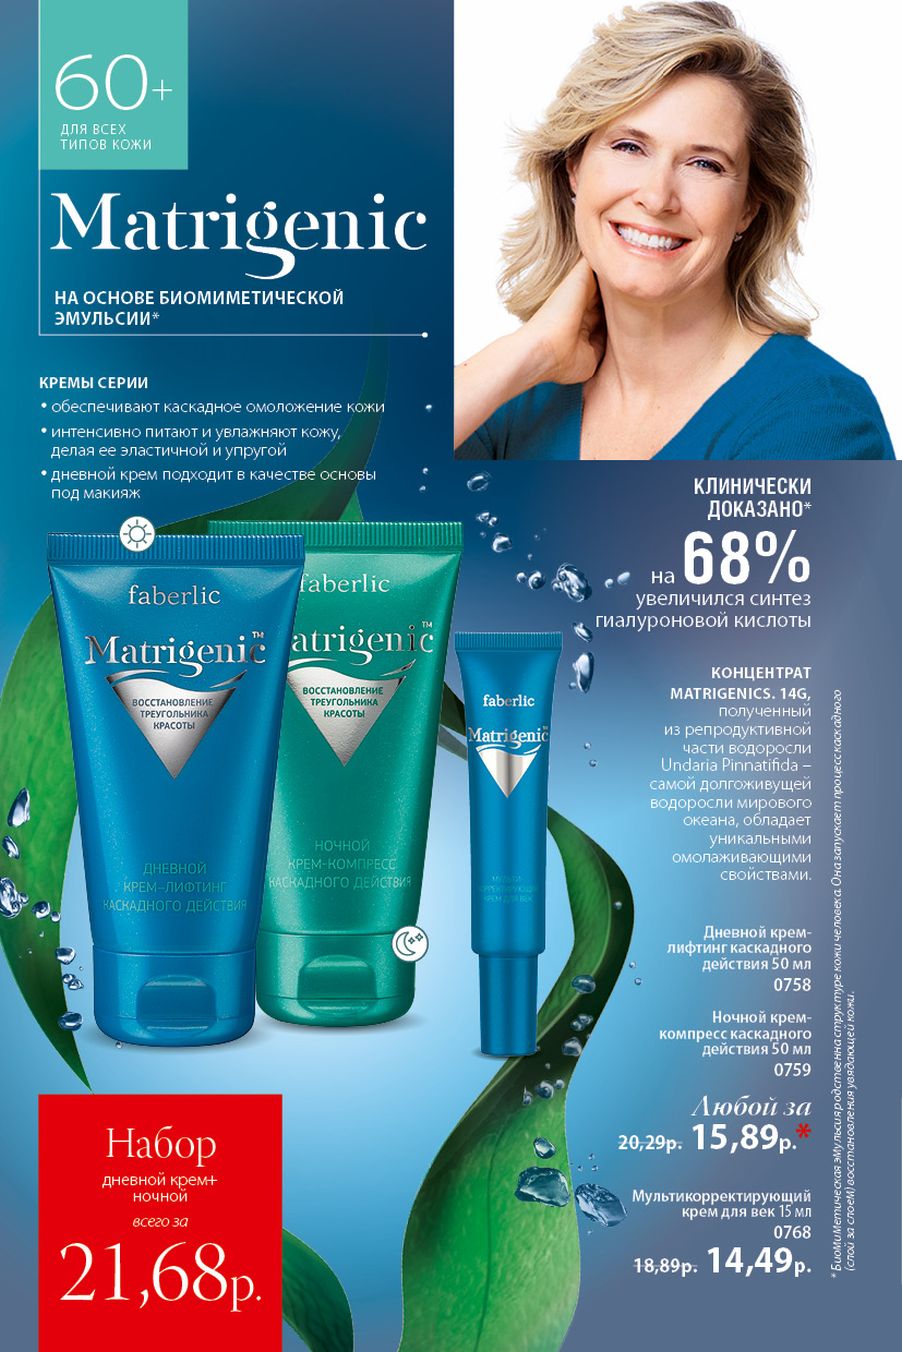 60+
ДЛЯ ВСЕХ
ТИПОВ КОЖИ
Matrigenic
НА ОСНОВЕ БИОМИМЕТИЧЕСКОЙ
ЭМУЛЬСИИ*
КРЕМЫ СЕРИИ
• обеспечивают каскадное омоложение кожи
• интенсивно питают и увлажняют кожу,
делая ее эластичной и упругой
• дневной крем подходит в качестве основы
под макияж
КЛИНИЧЕСКИ
ДОКАЗАНО*
на 68%
увеличился синтез
гиалуроновой кислоты
faberlic
Matrigenic™
ВОССТАНОВЛЕНИЕ
ТРЕУГОЛЬНИКА
КРАСОТЫ
ДНЕВНОЙ
КРЕМ-ЛИФТИНГ
КАСКАДНОГО ДЕЙСТВИЯ
faberlic
atrigenic™
ВОССТАНОВЛЕНИЕ
ТРЕУГОЛЬНИКА
КРАСОТЫ
НОЧНОЙ
КРЕМ-КОМПРЕСС
КАСКАДНОГО ДЕЙСТВИЯ
faberlic
Matrigenic
МУЛЬТИ-
КОРРЕКТИРУЮЩИЙ
КРЕМ ДЛЯ ВЕК
КОНЦЕНТРАТ
MATRIGENICS. 14G,
полученный
из репродуктивной
части водоросли
Undaria Pinnatifida –
самой долгоживущей
водоросли мирового
океана, обладает
уникальными
омолаживающими
свойствами.
Дневной крем-
лифтинг каскадного
действия 50 мл
0758
Ночной крем-
компресс каскадного
действия 50 мл
0759
Любой за
20,29р. 15,89р.*
Мультикорректирующий
крем для век 15 мл
0768
18,89р. 14,49р.
* БиоМиМетическая эМульсия родственна структуре кожи человека. Она запускает процесс каскадного
(слой за слоеМ) восстановления увядающей кожи.
Набор
дневной крем+
ночной
всего за
21,68р.